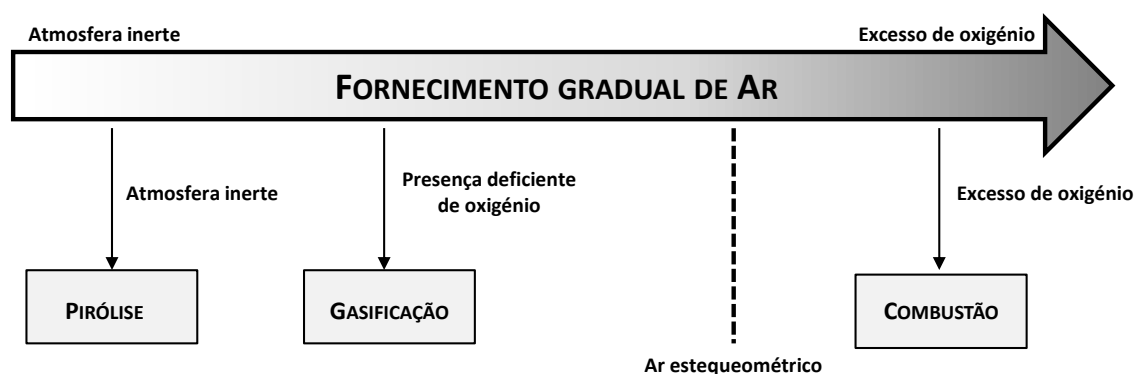 Atmosfera inerte
Excesso de oxigénio
FORNECIMENTO GRADUAL DE AR
Atmosfera inerte
Presença deficiente
de oxigénio
Excesso de oxigénio
PIRÓLISE
GASIFICAÇÃO
COMBUSTÃO
Ar estequeométrico